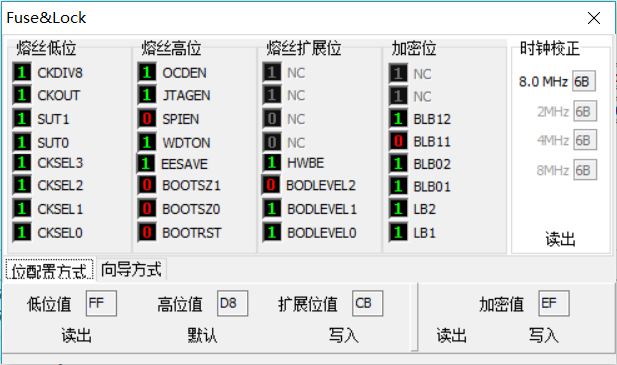 Fuse&Lock
熔丝低位 熔丝高位 熔丝扩展位 加密位 时钟校正
1 CKDIV8 1 OCDEN 1 NC 1 NC 8.0 MHz 6B
1 CKOUT 1 JTAGEN 1 NC 1 NC 2MHz 6B
1 SUT1 0 SPIEN 0 NC 1 BLB12 4MHz 6B
1 SUT0 1 WDTON 0 NC 0 BLB11 8MHz 6B
1 CKSEL3 1 EESAVE 1 HWBE 1 BLB02
1 CKSEL2 0 BOOTSZ1 0 BODLEVEL2 1 BLB01
1 CKSEL1 0 BOOTSZ0 1 BODLEVEL1 1 LB2
1 CKSEL0 0 BOOTRST 1 BODLEVEL0 1 LB1 读出
位配置方式 向导方式
低位值 FF 高位值 D8 扩展位值 CB 加密值 EF
读出 默认 写入 读出 写入